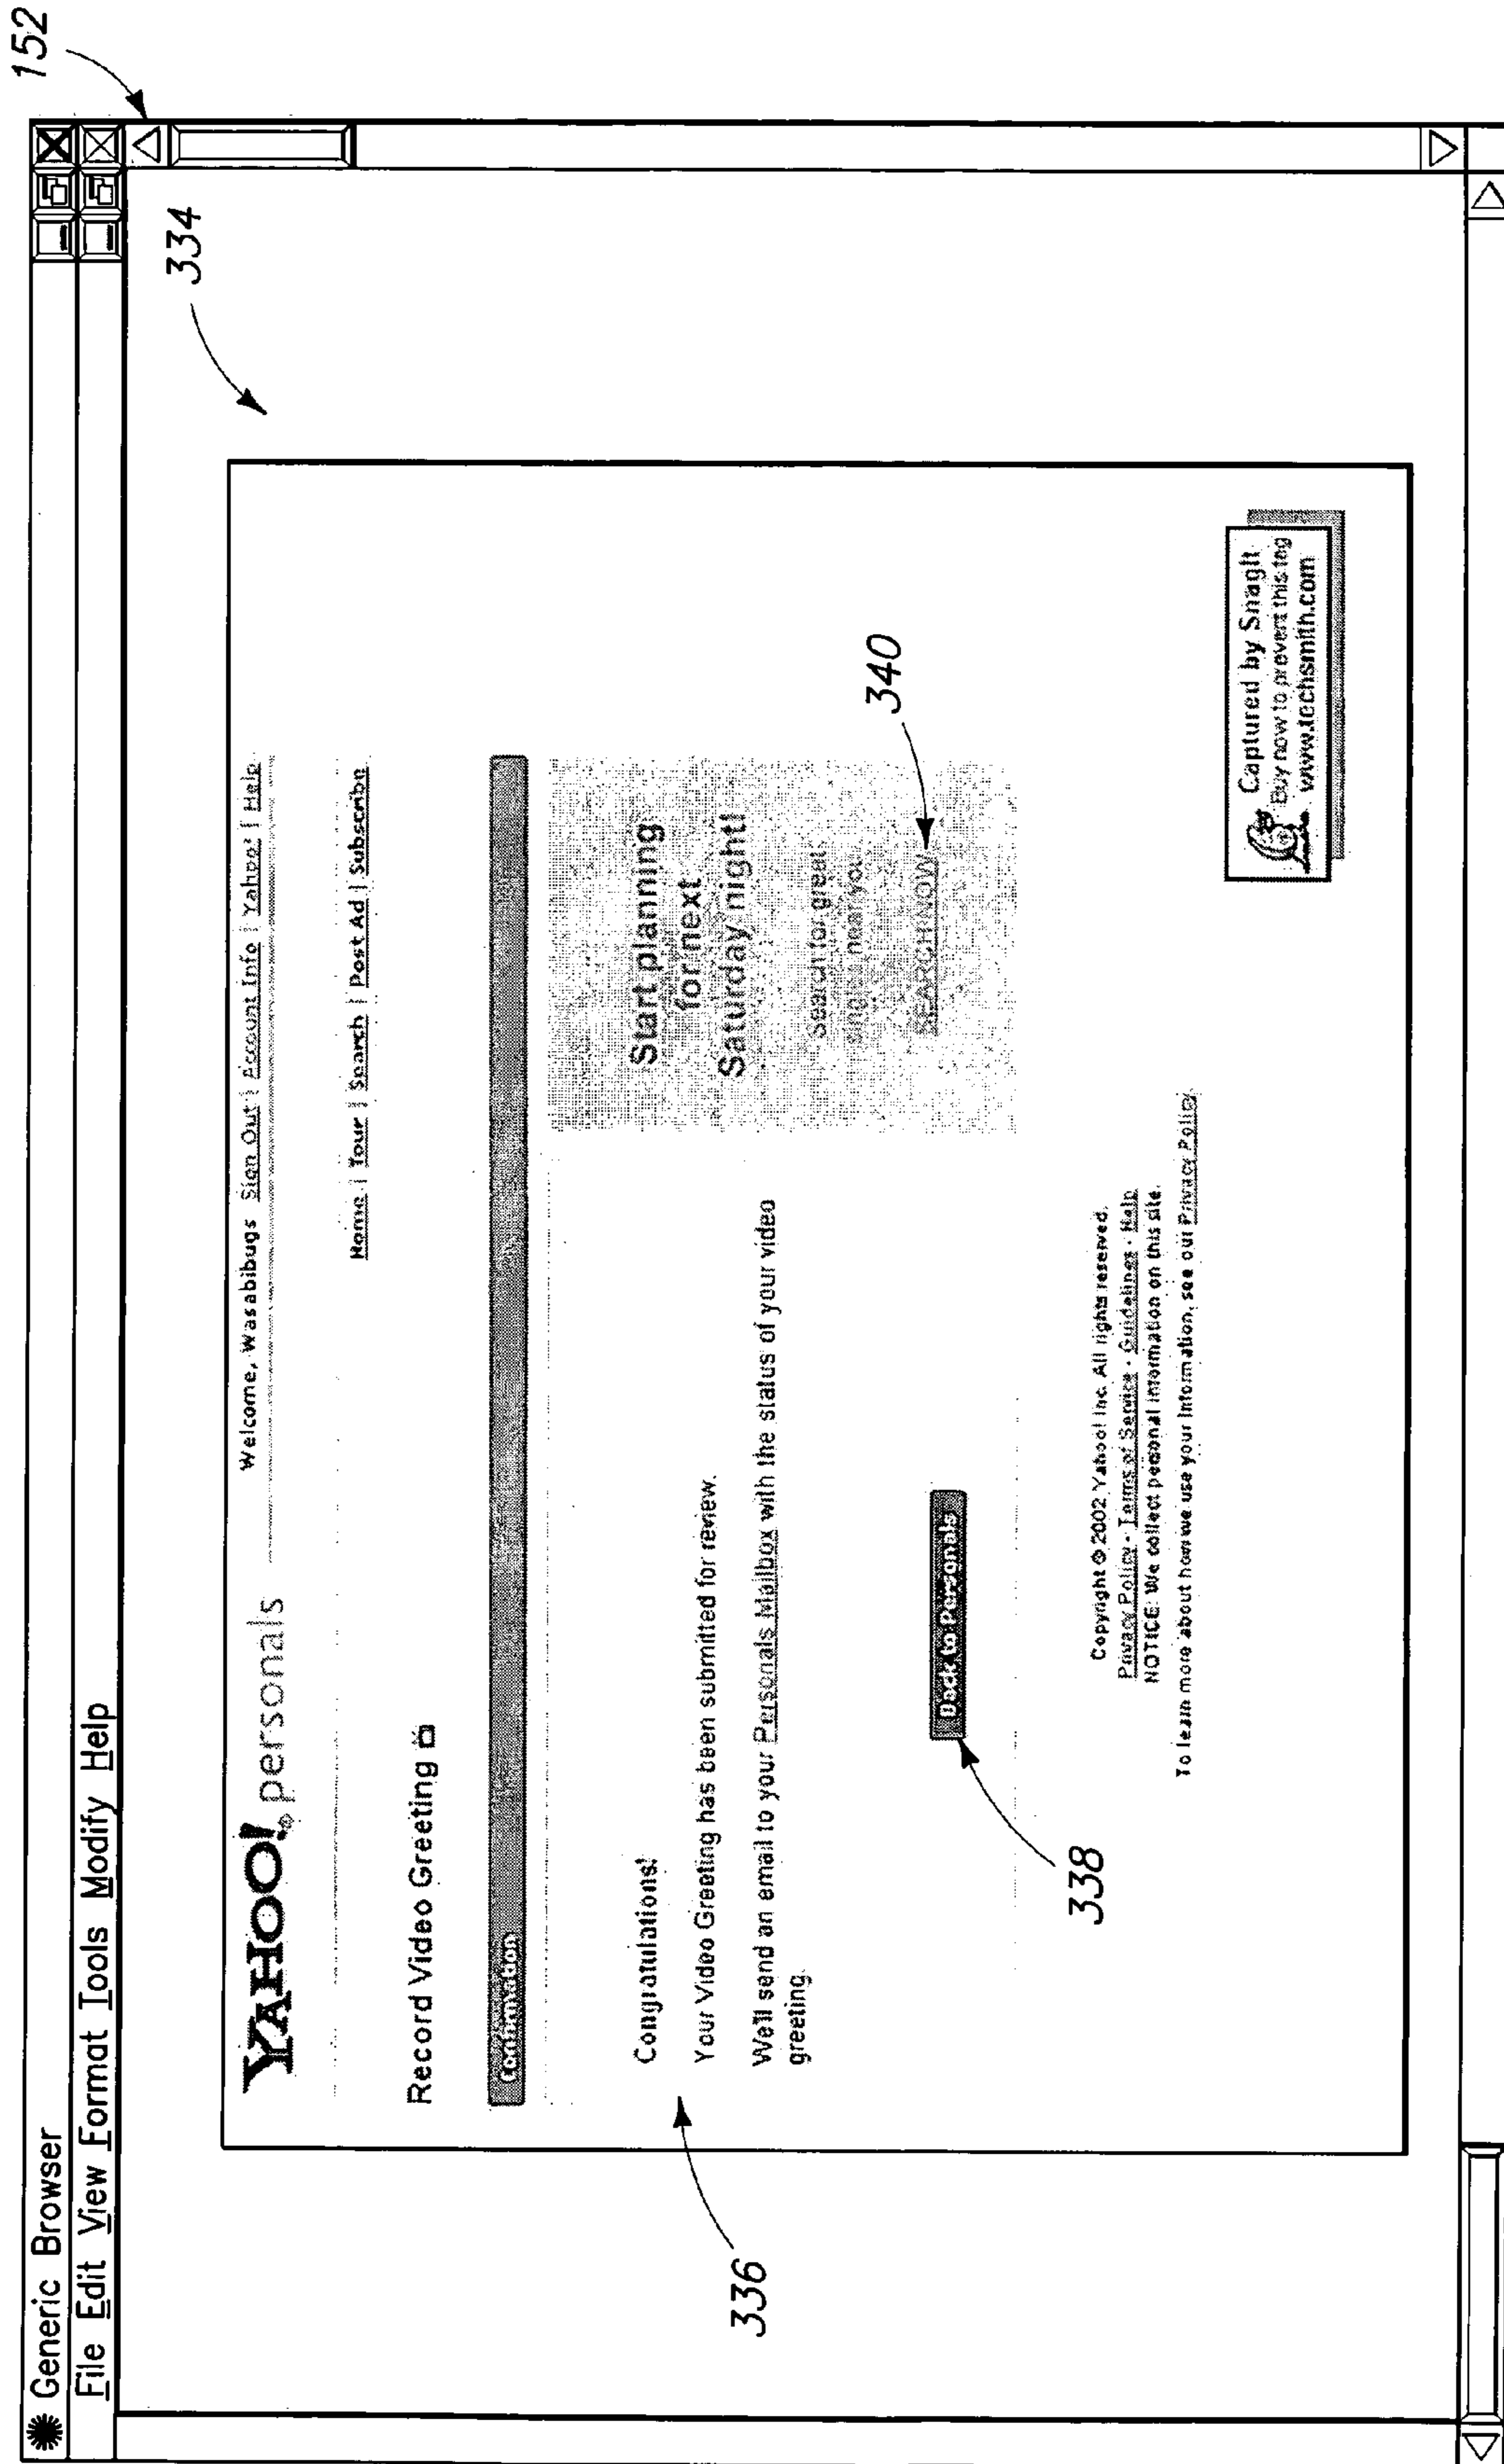 152
Generic Browser
File Edit View Format Tools Modify Help
334
YAHOO!® personals
Welcome, Wasabibugs Sign Out | Account Info | Yahoo! | Help
Home | Tour | Search | Post Ad | Subscribe
Record Video Greeting
Confirmation
336
Congratulations!
Your Video Greeting has been submitted for review.
We'll send an email to your Personals Mailbox with the status of your video
greeting.
Start planning
for next
Saturday night!
Search for great
singles near you.
SEARCH NOW
340
Back to Personals
338
Copyright © 2002 Yahoo! Inc. All rights reserved.
Privacy Policy - Terms of Service - Guidelines - Help
NOTICE: We collect personal information on this site.
To learn more about how we use your information, see our Privacy Policy.
Captured by SnagIt
Buy now to prevent this tag
www.techsmith.com